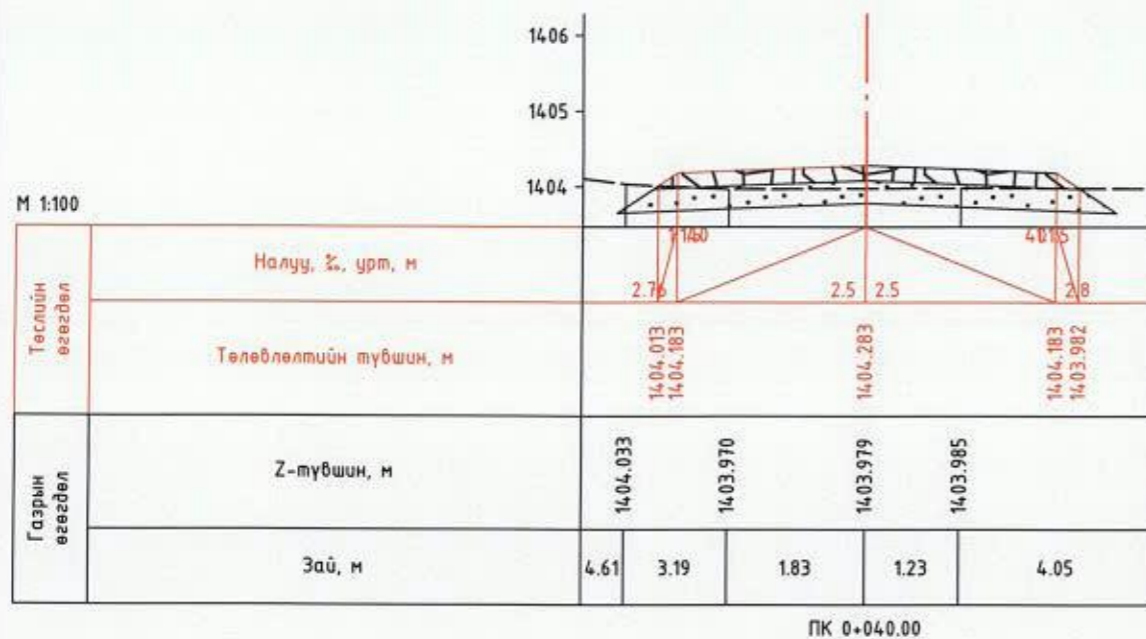 1406
1405
1404
М 1:100
Төслийн өгөгдөл
Налуу, ‰, урт, м
2.76 2.5 2.5 2.8
Төлөвлөлтийн түвшин, м
1404.013 1404.183 1404.283 1404.183 1403.982
Газрын өгөгдөл
Z-түвшин, м
1404.033 1403.970 1403.979 1403.985
Зай, м
4.61 3.19 1.83 1.23 4.05
ПК 0+040.00